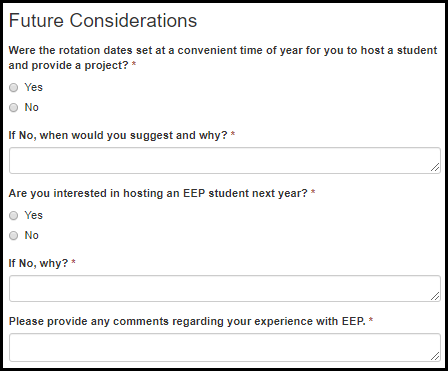 Future Considerations
Were the rotation dates set at a convenient time of year for you to host a student
and provide a project? *
Yes
No
If No, when would you suggest and why? *
Are you interested in hosting an EEP student next year? *
Yes
No
If No, why? *
Please provide any comments regarding your experience with EEP. *